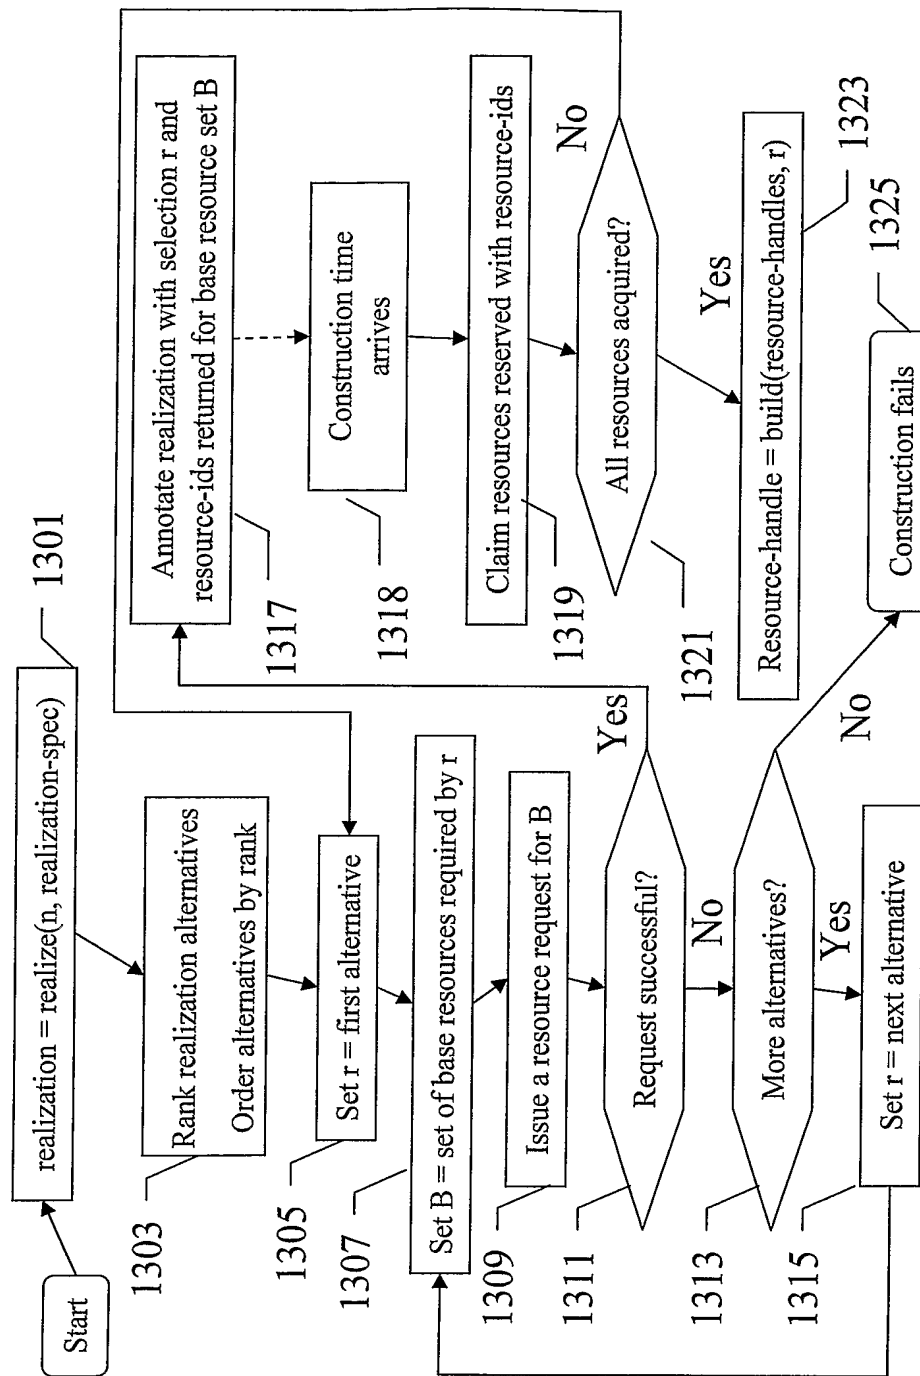 Start
realization = realize(n, realization-spec)
1301
Rank realization alternatives
Order alternatives by rank
1303
Set r = first alternative
1305
Set B = set of base resources required by r
1307
Issue a resource request for B
1309
Request successful?
1311
Yes
No
More alternatives?
1313
No
Yes
Set r = next alternative
1315
Annotate realization with selection r and
resource-ids returned for base resource set B
1317
Construction time
arrives
1318
Claim resources reserved with resource-ids
1319
All resources acquired?
1321
No
Yes
Resource-handle = build(resource-handles, r)
1323
Construction fails
1325